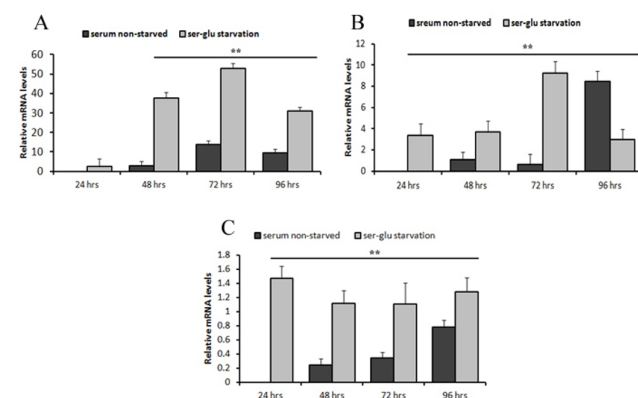 A
serum non-starved ser-glu starvation
**
Relative mRNA levels
60
50
40
30
20
10
0
24 hrs 48 hrs 72 hrs 96 hrs
B
sreum non-starved ser-glu starvation
**
Relative mRNA levels
12
10
8
6
4
2
0
24 hrs 48 hrs 72 hrs 96 hrs
C
serum non-starved ser-glu starvation
**
Relative mRNA levels
1.8
1.6
1.4
1.2
1
0.8
0.6
0.4
0.2
0
24 hrs 48 hrs 72 hrs 96 hrs